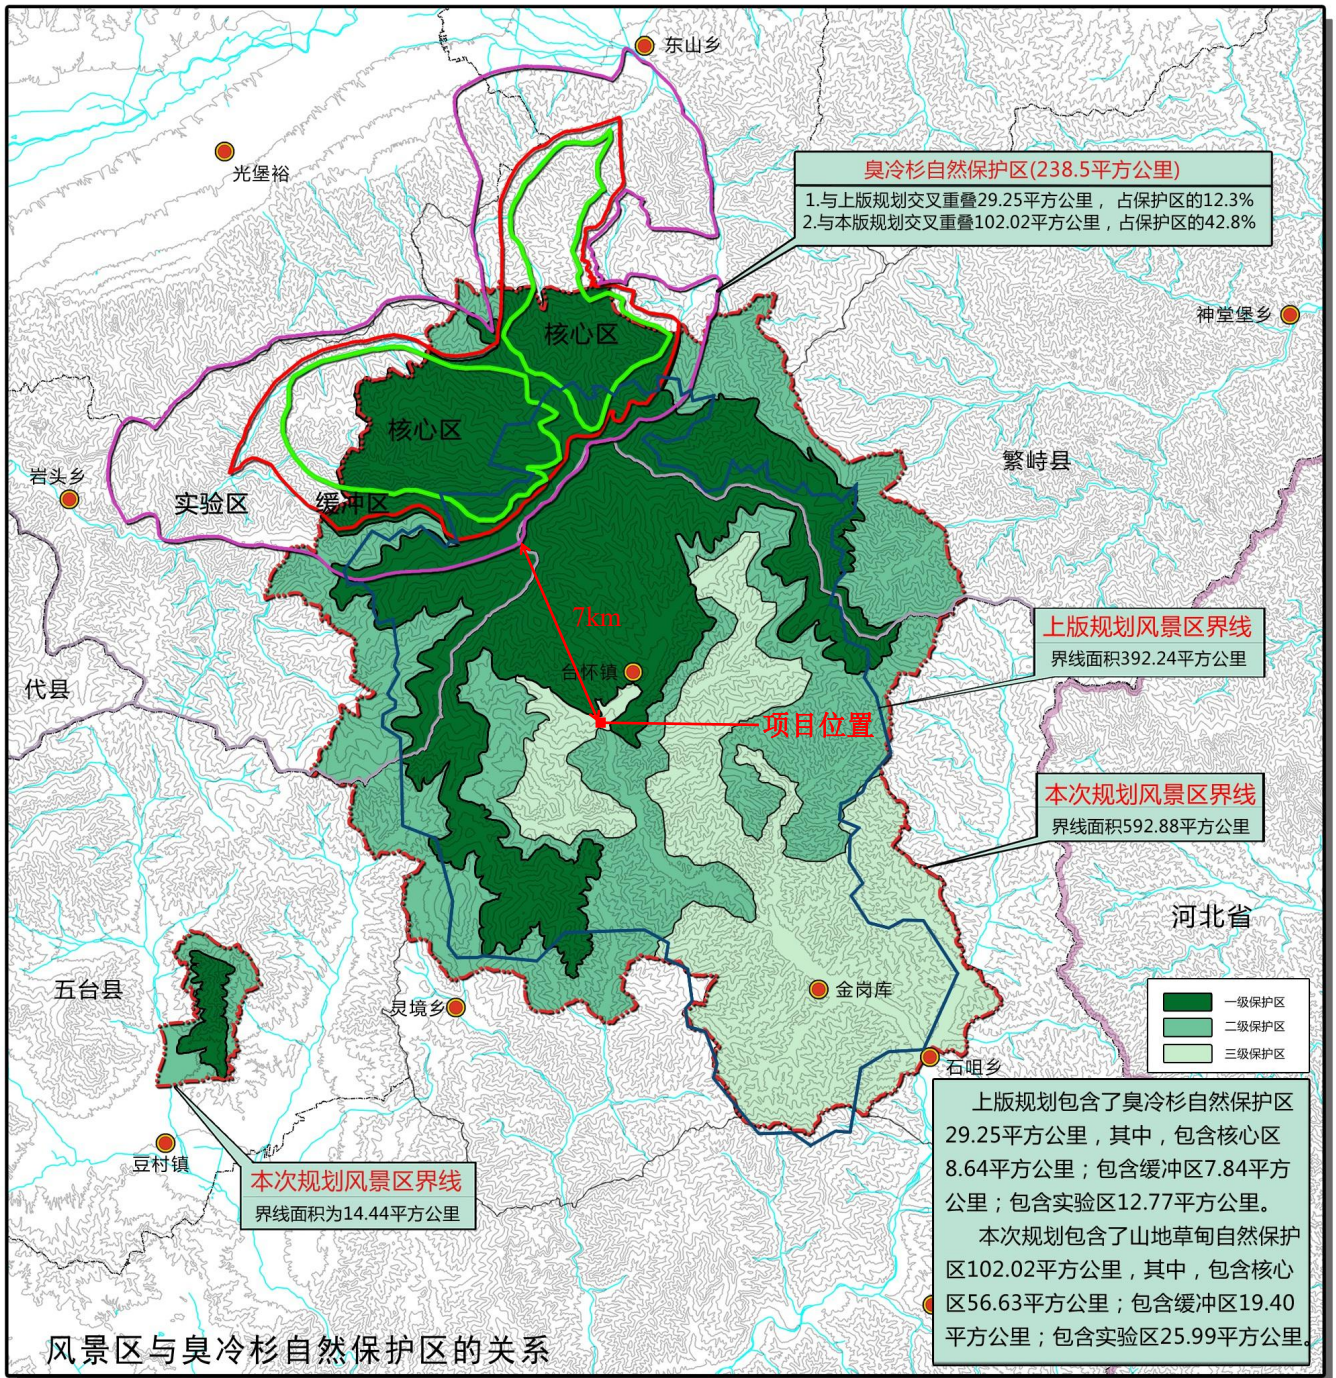 东山乡
光堡裕
臭冷杉自然保护区(238.5平方公里)
1.与上版规划交叉重叠29.25平方公里，占保护区的12.3%
2.与本版规划交叉重叠102.02平方公里，占保护区的42.8%
神堂堡乡
核心区
核心区
繁峙县
岩头乡
实验区
缓冲区
7km
上版规划风景区界线
界线面积392.24平方公里
台怀镇
代县
项目位置
本次规划风景区界线
界线面积592.88平方公里
河北省
五台县
金岗库
灵境乡
一级保护区
二级保护区
三级保护区
石咀乡
豆村镇
本次规划风景区界线
界线面积为14.44平方公里
上版规划包含了臭冷杉自然保护区
29.25平方公里，其中，包含核心区
8.64平方公里；包含缓冲区7.84平方
公里；包含实验区12.77平方公里。
本次规划包含了山地草甸自然保护
区102.02平方公里，其中，包含核心
区56.63平方公里；包含缓冲区19.40
平方公里；包含实验区25.99平方公里。
风景区与臭冷杉自然保护区的关系